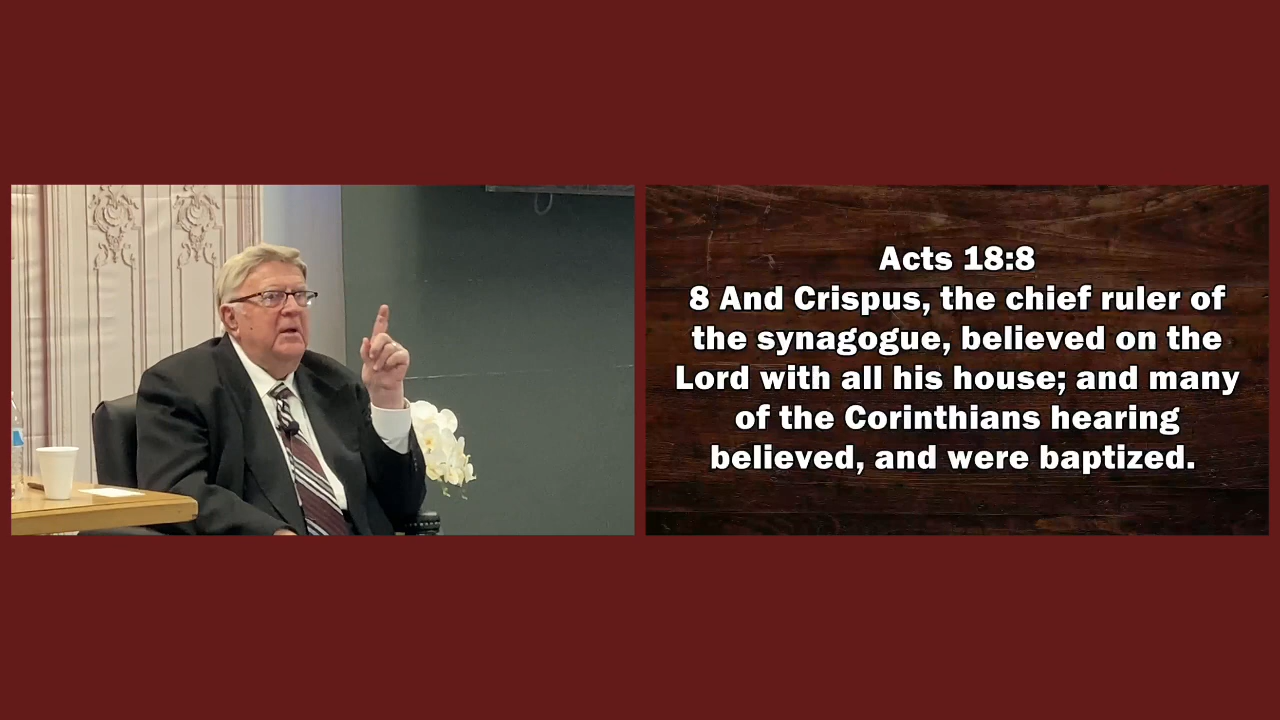 Acts 18:8
8 And Crispus, the chief ruler of
the synagogue, believed on the
Lord with all his house; and many
of the Corinthians hearing
believed, and were baptized.